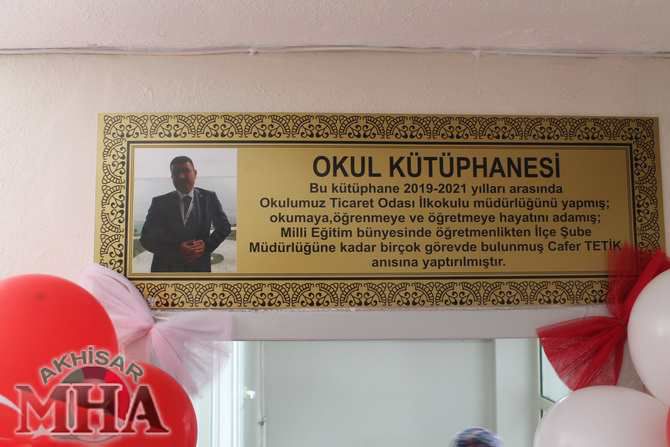 OKUL KÜTÜPHANESİ
Bu kütüphane 2019-2021 yılları arasında
Okulumuz Ticaret Odası İlkokulu müdürlüğünü yapmış;
okumaya,öğrenmeye ve öğretmeye hayatını adamış;
Milli Eğitim bünyesinde öğretmenlikten İlçe Şube
Müdürlüğüne kadar birçok görevde bulunmuş Cafer TETİK
anısına yaptırılmıştır.
AKHİSAR
MHA